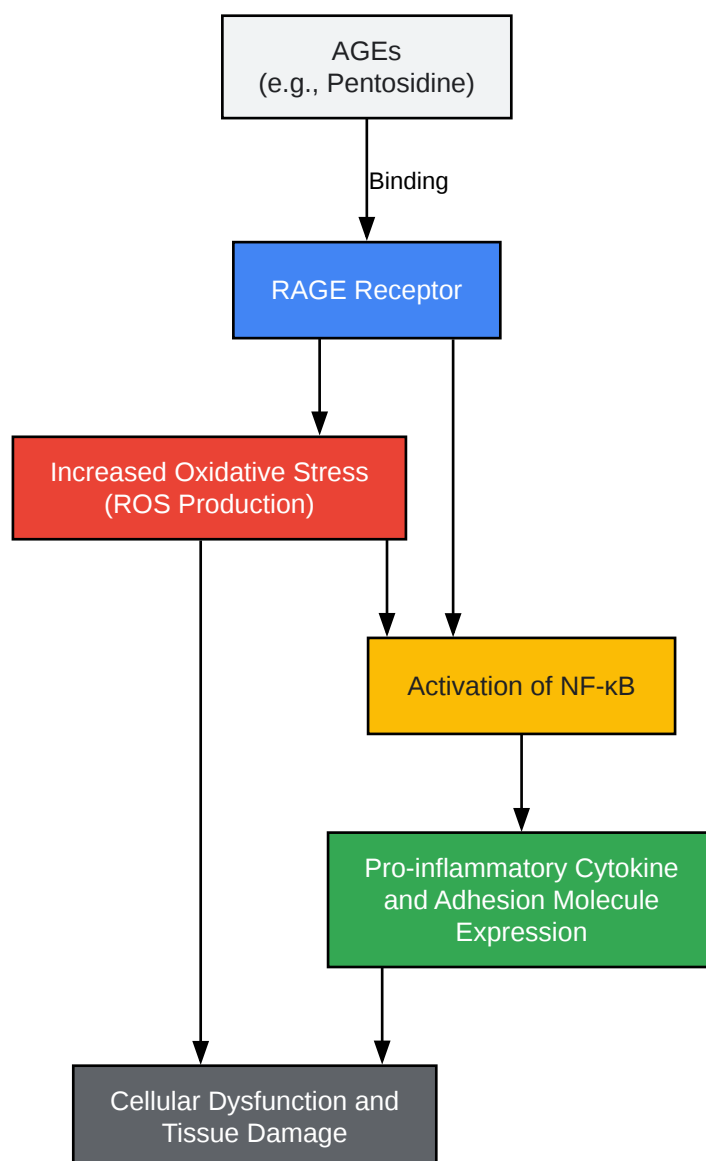 AGEs
(e.g., Pentosidine)
Binding
RAGE Receptor
Increased Oxidative Stress
(ROS Production)
Activation of NF-κB
Pro-inflammatory Cytokine
and Adhesion Molecule
Expression
Cellular Dysfunction and
Tissue Damage